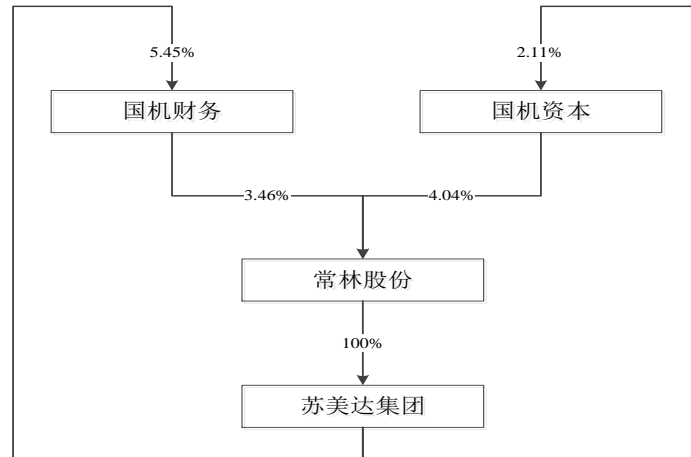 5.45%
2.11%
国机财务
国机资本
3.46%
4.04%
常林股份
100%
苏美达集团